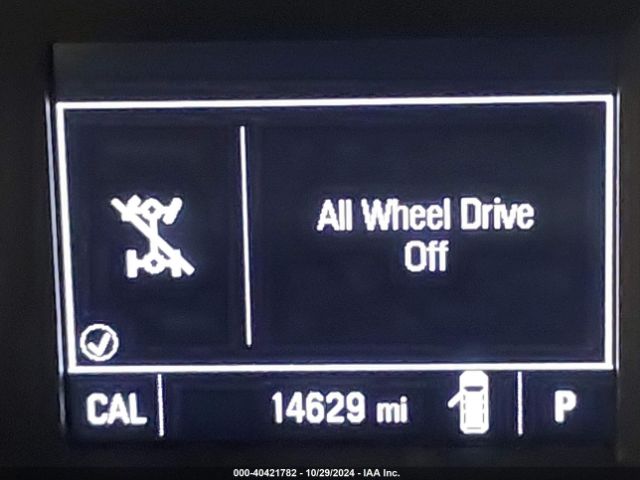 All Wheel Drive
Off
CAL 14629 mi P
000-40421782 - 10/29/2024 - IAA Inc.